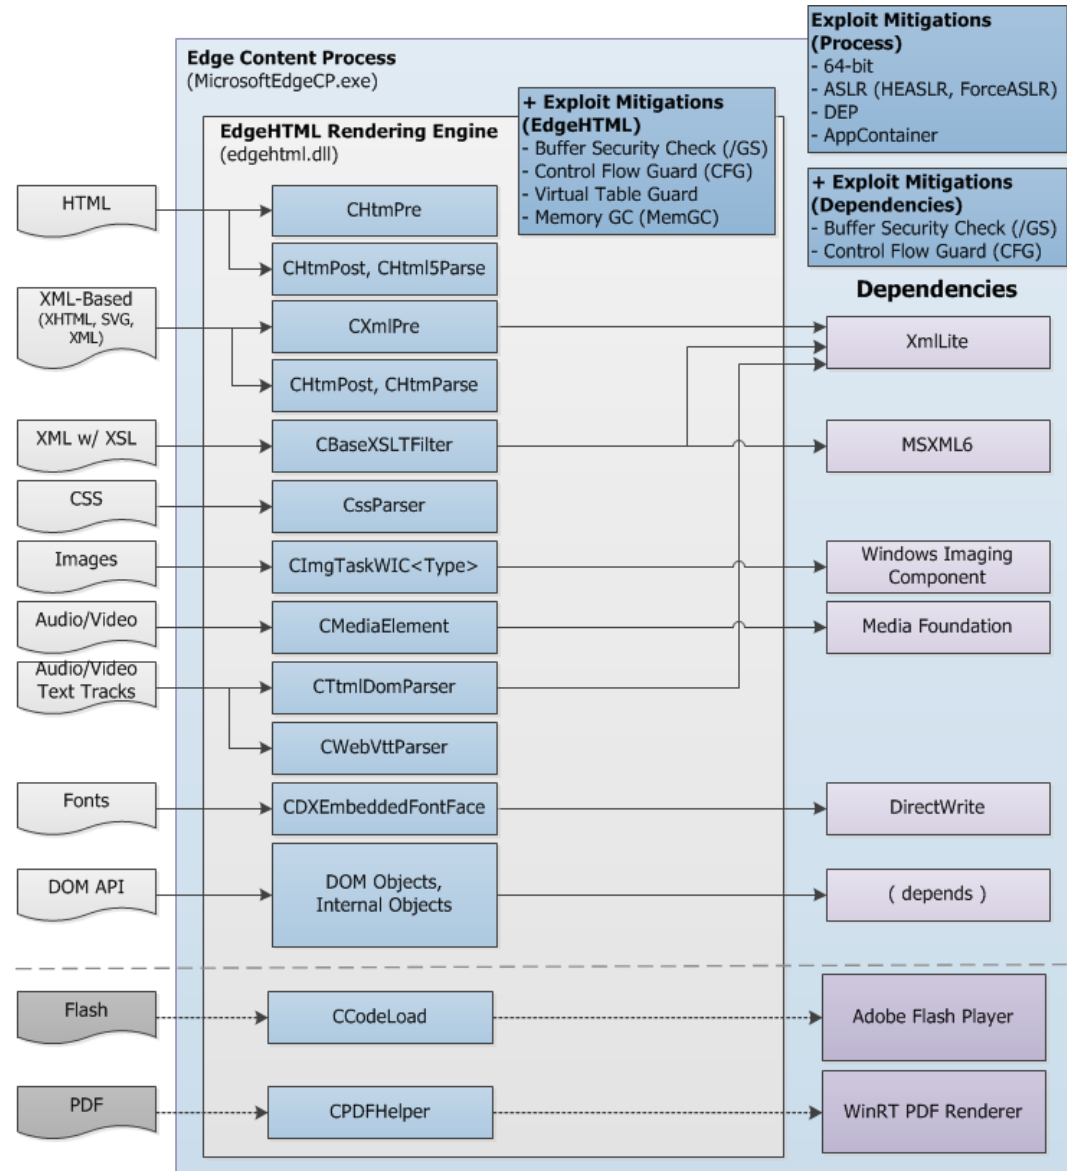 Exploit Mitigations
(Process)
- 64-bit
- ASLR (HEASLR, ForceASLR)
- DEP
- AppContainer
Edge Content Process
(MicrosoftEdgeCP.exe)
+ Exploit Mitigations
(EdgeHTML)
- Buffer Security Check (/GS)
- Control Flow Guard (CFG)
- Virtual Table Guard
- Memory GC (MemGC)
EdgeHTML Rendering Engine
(edgehtml.dll)
+ Exploit Mitigations
(Dependencies)
- Buffer Security Check (/GS)
- Control Flow Guard (CFG)
Dependencies
HTML
CHtmPre
CHtmPost, CHtml5Parse
XML-Based
(XHTML, SVG,
XML)
CXmlPre
XmlLite
CHtmPost, CHtmParse
XML w/ XSL
CBaseXSLTFilter
MSXML6
CSS
CssParser
Images
CImgTaskWIC<Type>
Windows Imaging
Component
Audio/Video
CMediaElement
Media Foundation
Audio/Video
Text Tracks
CTtmlDomParser
CWebVttParser
Fonts
CDXEmbeddedFontFace
DirectWrite
DOM API
DOM Objects,
Internal Objects
( depends )
Flash
CCodeLoad
Adobe Flash Player
PDF
CPDFHelper
WinRT PDF Renderer